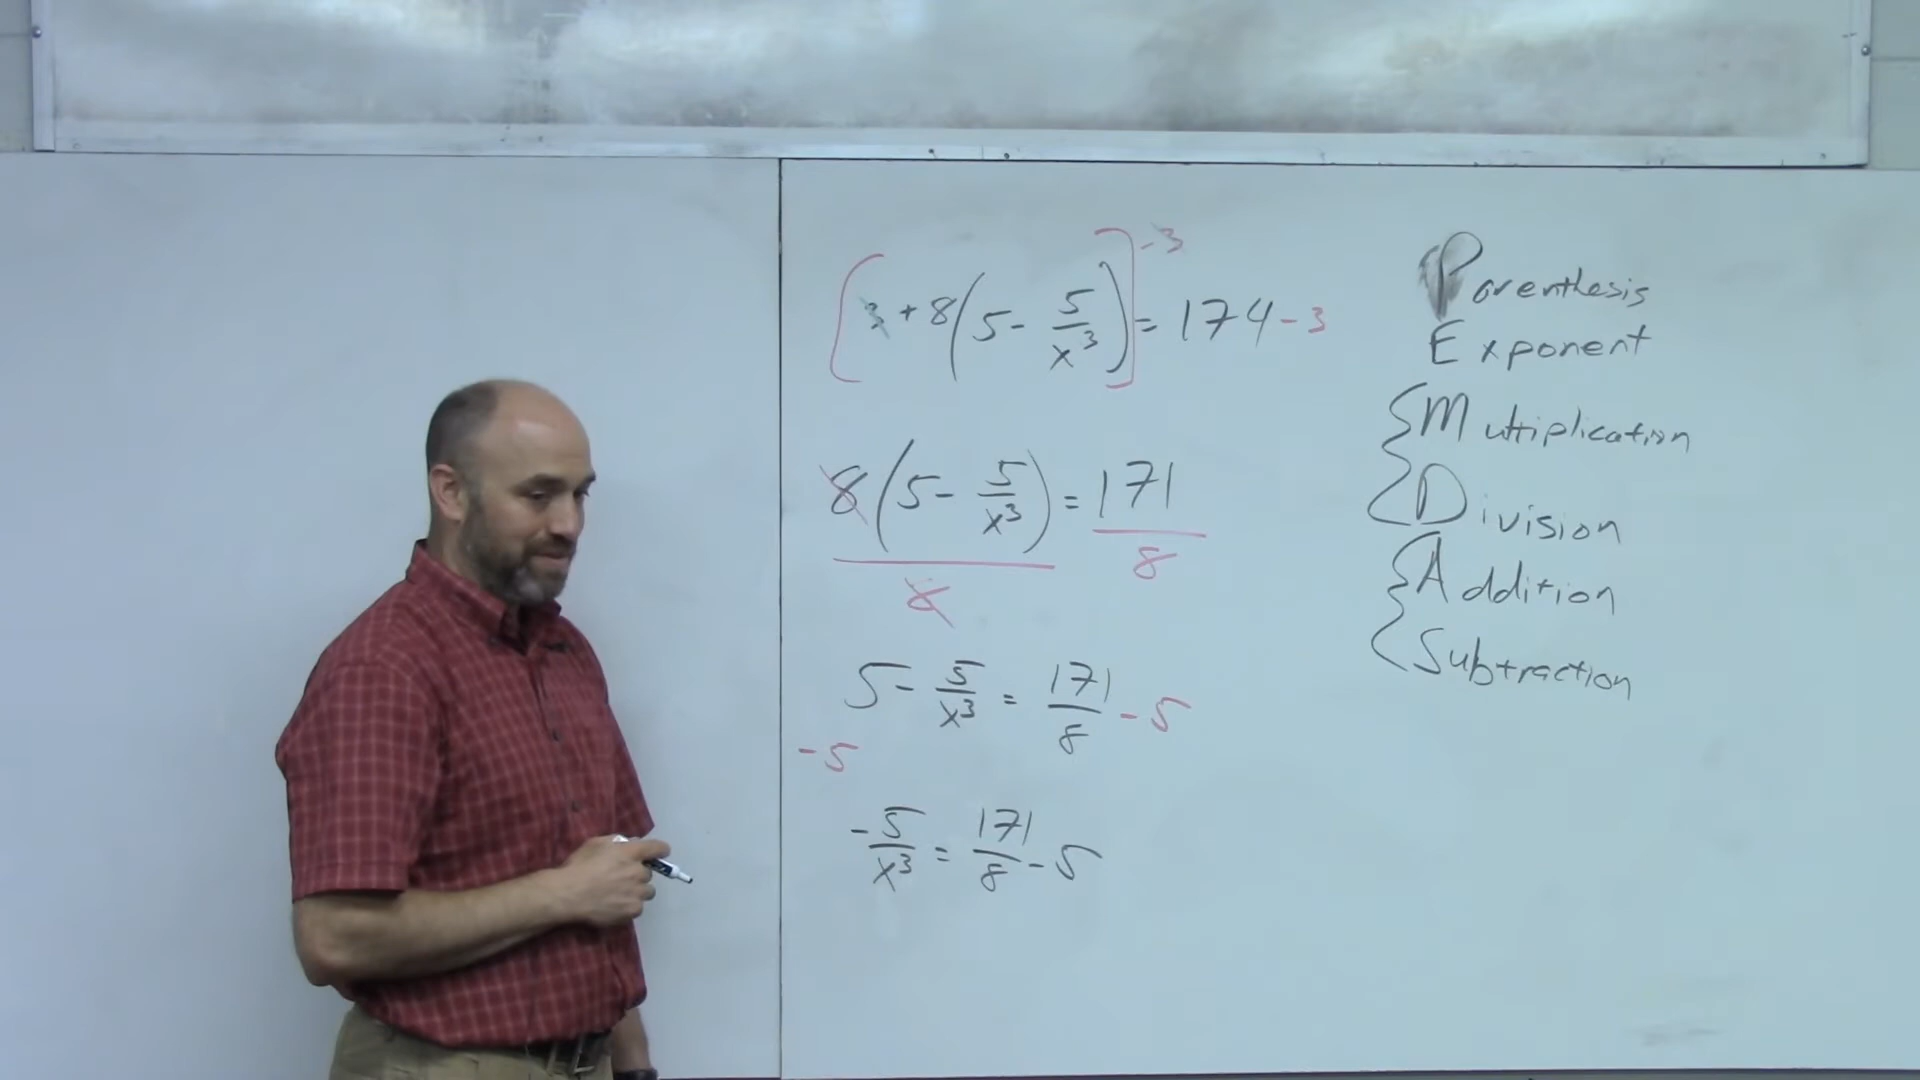 [3 + 8(5 - 5/x³)] - 3 = 174 - 3
8(5 - 5/x³) / 8 = 171 / 8
5 - 5/x³ = 171/8 - 5
-5
-5/x³ = 171/8 - 5
Parenthesis
Exponent
Multiplication
Division
Addition
Subtraction